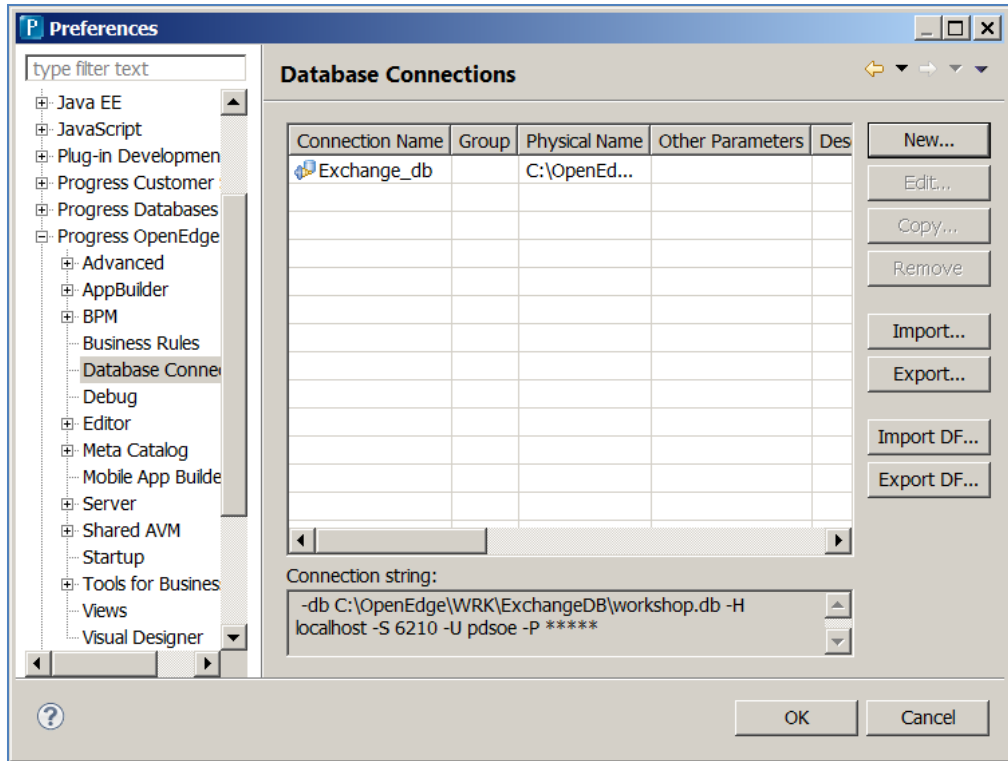 Preferences
type filter text
Java EE
JavaScript
Plug-in Developmen
Progress Customer
Progress Databases
Progress OpenEdge
Advanced
AppBuilder
BPM
Business Rules
Database Conne
Debug
Editor
Meta Catalog
Mobile App Builde
Server
Shared AVM
Startup
Tools for Busines
Views
Visual Designer
Database Connections
Connection Name Group Physical Name Other Parameters Des
Exchange_db C:\OpenEd...
New...
Edit...
Copy...
Remove
Import...
Export...
Import DF...
Export DF...
Connection string:
-db C:\OpenEdge\WRK\ExchangeDB\workshop.db -H
localhost -S 6210 -U pdsoe -P *****
OK Cancel